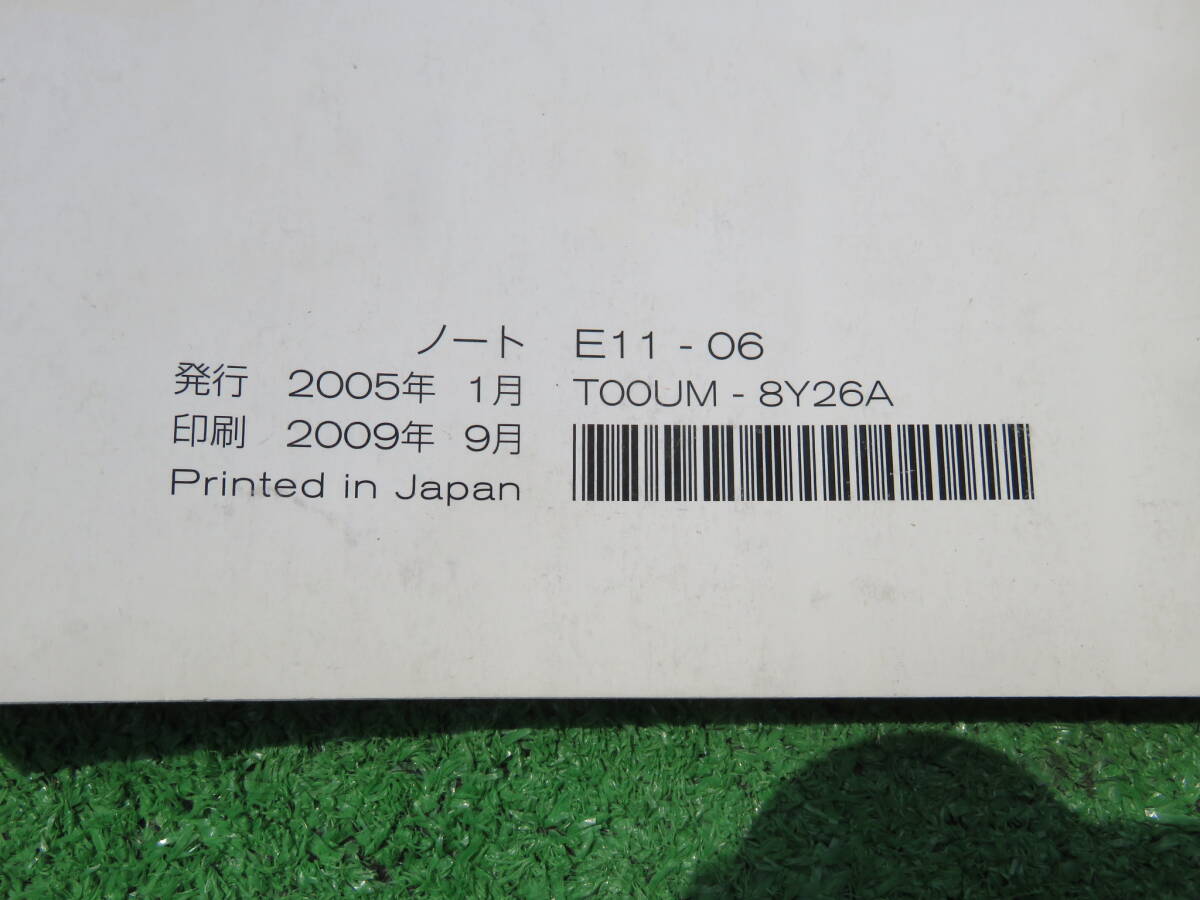 ノート E11 - 06
発行 2005年 1月 T00UM - 8Y26A
印刷 2009年 9月
Printed in Japan